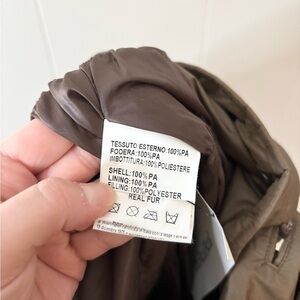 TESSUTO ESTERNO:100%PA
FODERA:100%PA
IMBOTTITURA:100%POLIESTERE
SHELL:100%PA
LINING:100%PA
FILLING:100%POLYESTER
REAL FUR